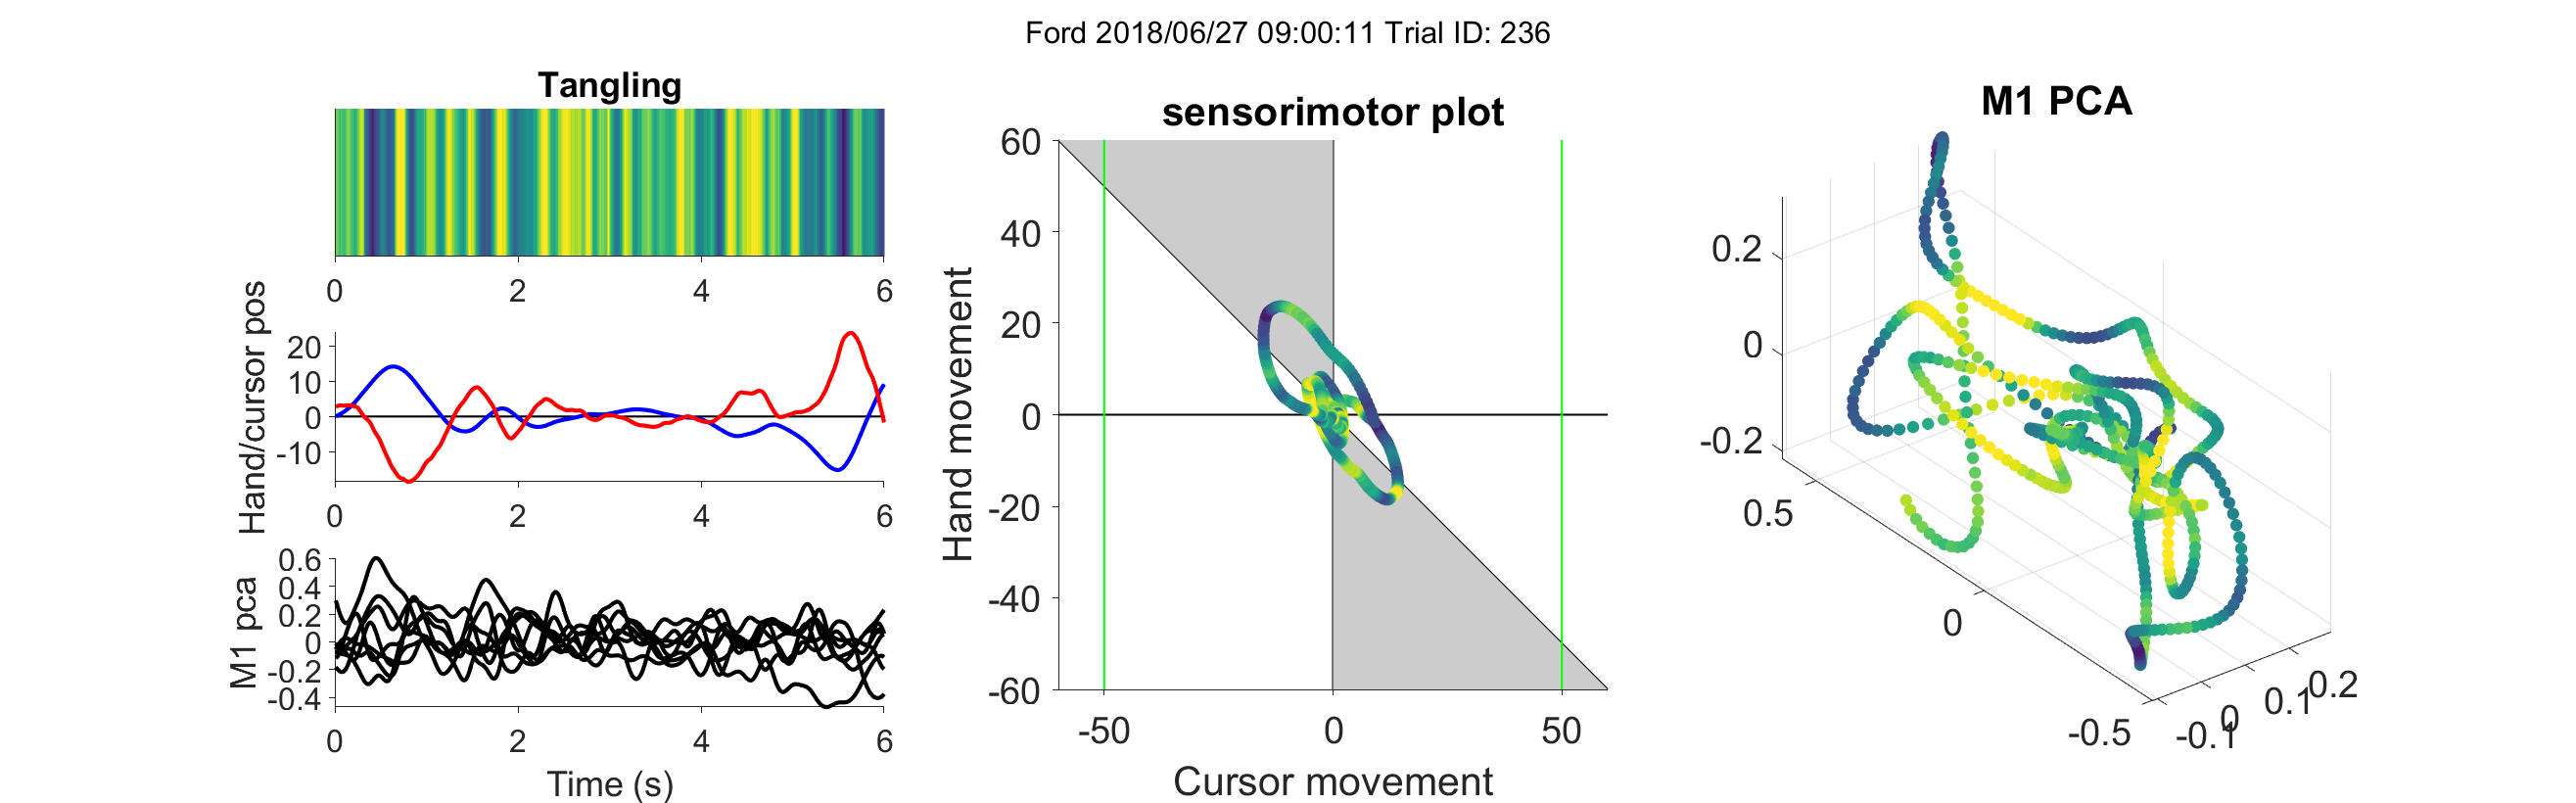 Ford 2018/06/27 09:00:11 Trial ID: 236
Tangling
0 2 4 6
Hand/cursor pos
20
10
0
-10
0 2 4 6
M1 pca
0.6
0.4
0.2
0
-0.2
-0.4
0 2 4 6
Time (s)
sensorimotor plot
Hand movement
60
40
20
0
-20
-40
-60
-50 0 50
Cursor movement
M1 PCA
0.2
0
-0.2
0.5
0
-0.5
-0.1
0
0.1
0.2